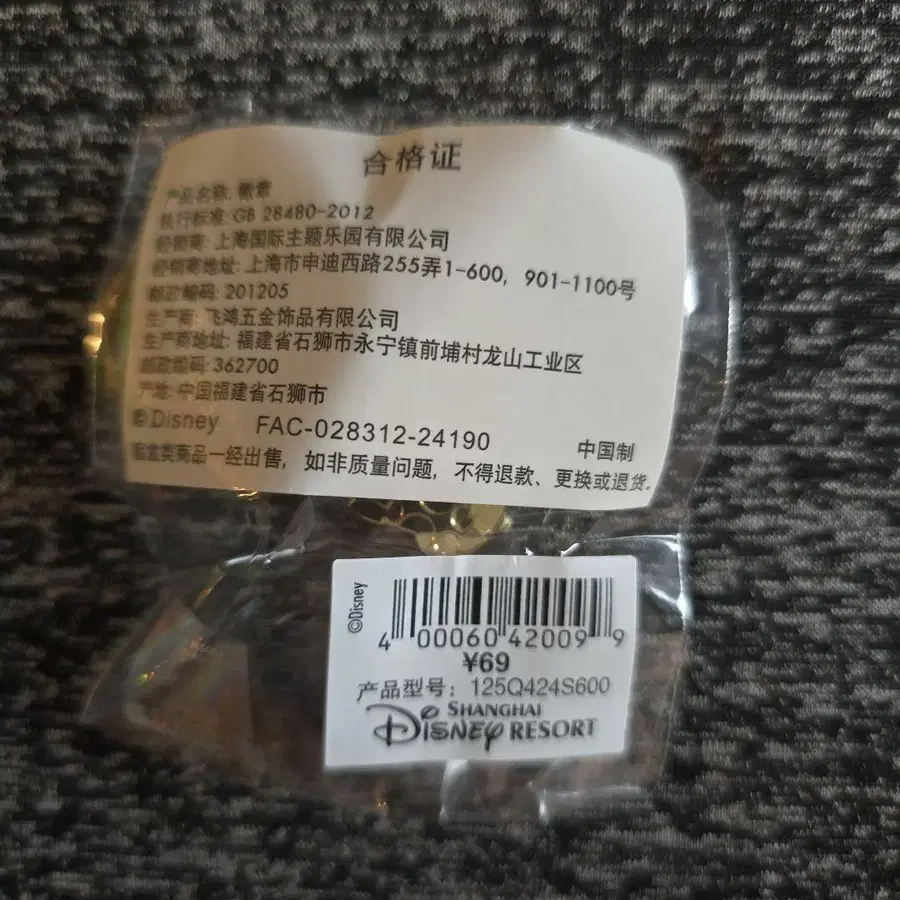 合格证
产品名称:
执行标准: GB 28480-2012
经销商: 上海国际主题乐园有限公司
经销商地址: 上海市申迪西路255弄1-600, 901-1100号
邮政编码: 201205
生产商: 飞鸿五金饰品有限公司
生产商地址: 福建省石狮市永宁镇前埔村龙山工业区
邮政编码: 362700
产地: 中国福建省石狮市
©Disney FAC-028312-24190 中国制
类商品一经出售, 如非质量问题, 不得退款、更换或退货.
©Disney
4 00060 42009 9
¥69
产品型号: 125Q424S600
SHANGHAI
DISNEY RESORT